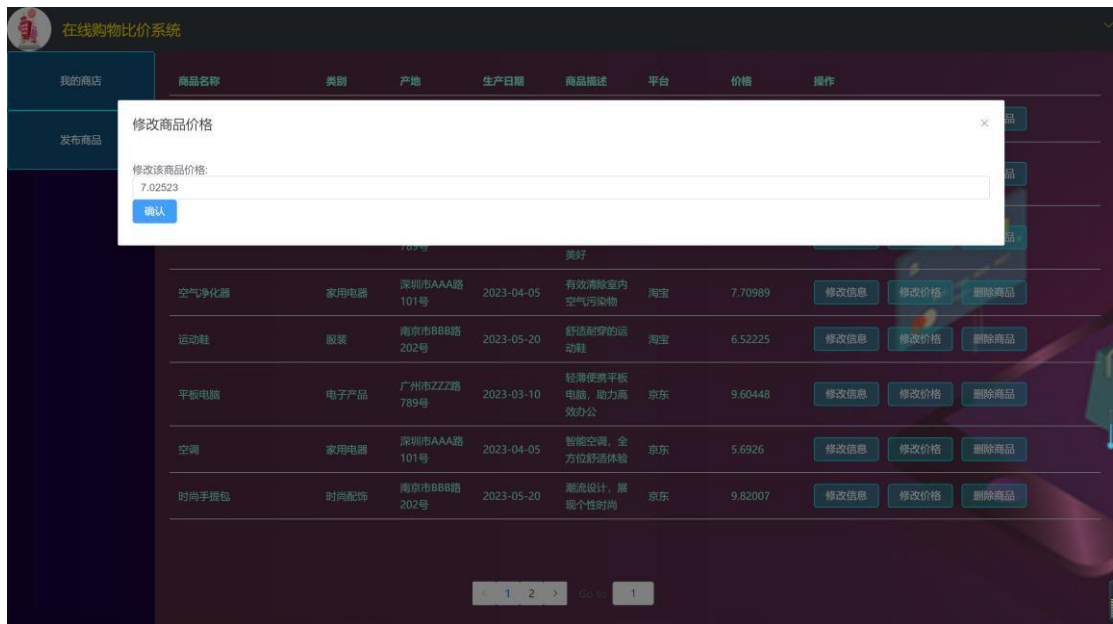 在线购物比价系统
我的商店
发布商品
商品名称 类别 产地 生产日期 商品描述 平台 价格 操作
修改商品价格 ×
修改该商品价格:
7.02523
确认
品
品
品
789号 美好
空气净化器 家用电器 深圳市AAA路 2023-04-05 有效清除室内 淘宝 7.70989 修改信息 修改价格 删除商品
101号 空气污染物
运动鞋 服装 南京市BBB路 2023-05-20 舒适耐穿的运 淘宝 6.52225 修改信息 修改价格 删除商品
202号 动鞋
平板电脑 电子产品 广州市ZZZ路 2023-03-10 轻薄便携平板 京东 9.60448 修改信息 修改价格 删除商品
789号 电脑，助力高
效办公
空调 家用电器 深圳市AAA路 2023-04-05 智能空调，全 京东 5.6926 修改信息 修改价格 删除商品
101号 方位舒适体验
时尚手提包 时尚配饰 南京市BBB路 2023-05-20 潮流设计，展 京东 9.82007 修改信息 修改价格 删除商品
202号 现个性时尚
< 1 2 > Go to 1